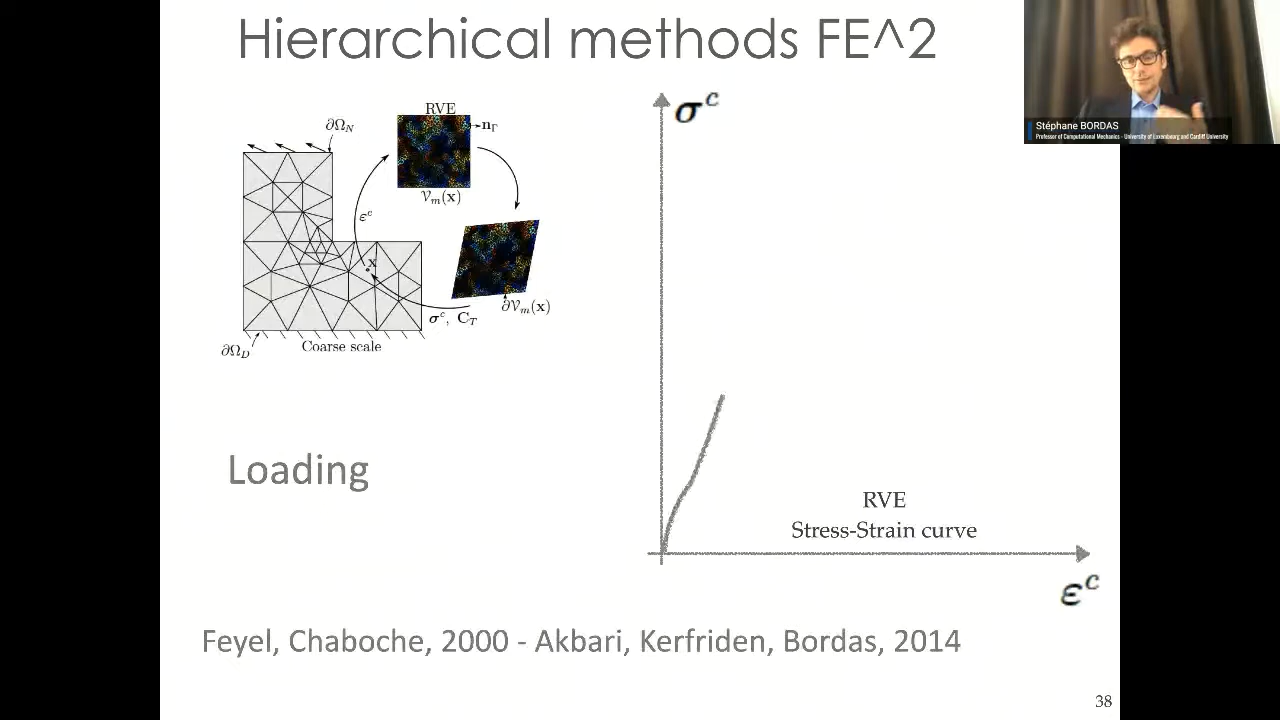 Hierarchical methods FE^2
Stéphane BORDAS
Professor of Computational Mechanics - University of Luxembourg and Cardiff University
∂Ω_N
RVE
n_Γ
𝒱_m(x)
ε^c
x
∂𝒱_m(x)
σ^c, C_T
∂Ω_D
Coarse scale
σ^c
Loading
RVE
Stress-Strain curve
ε^c
Feyel, Chaboche, 2000 - Akbari, Kerfriden, Bordas, 2014
38